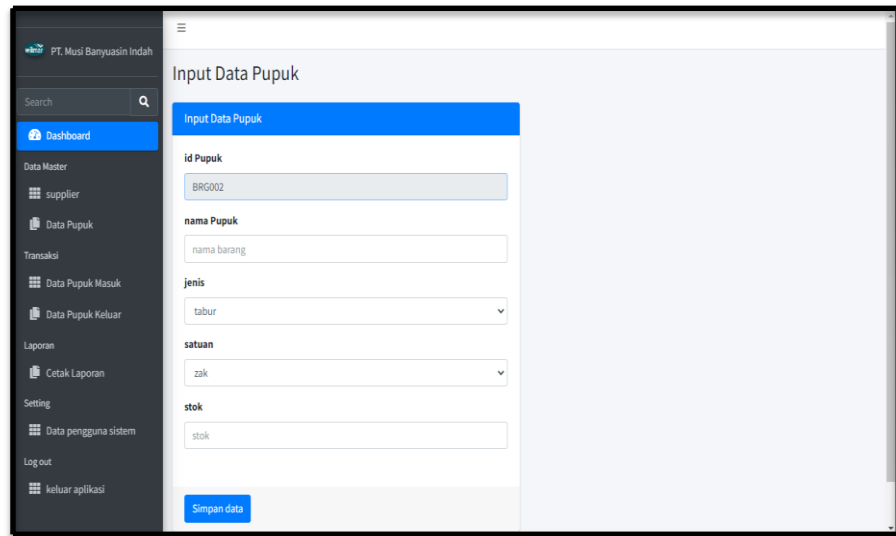 wilmar PT. Musi Banyuasin Indah
Search
Dashboard
Data Master
supplier
Data Pupuk
Transaksi
Data Pupuk Masuk
Data Pupuk Keluar
Laporan
Cetak Laporan
Setting
Data pengguna sistem
Log out
keluar aplikasi
Input Data Pupuk
Input Data Pupuk
id Pupuk
BRG002
nama Pupuk
nama barang
jenis
tabur
satuan
zak
stok
stok
Simpan data